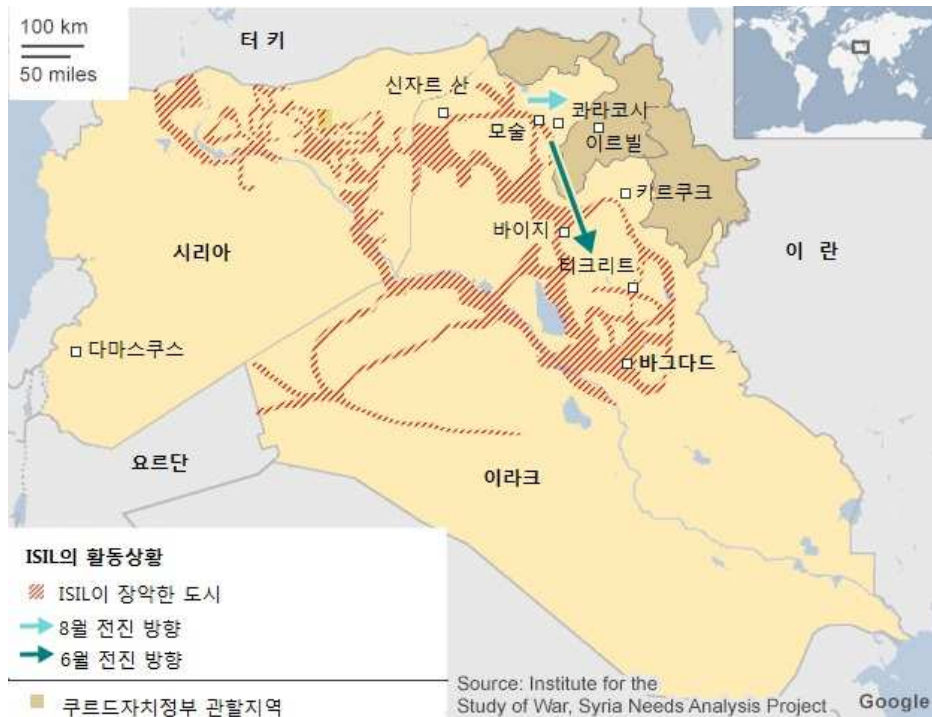 100 km
50 miles
터 키
신자르 산
모술
콰라코시
이르빌
키르쿠크
바이지
시리아
티크리트
이 란
다마스쿠스
바그다드
요르단
이라크
ISIL의 활동상황
ISIL이 장악한 도시
8월 전진 방향
6월 전진 방향
쿠르드자치정부 관할지역
Source: Institute for the
Study of War, Syria Needs Analysis Project
Google